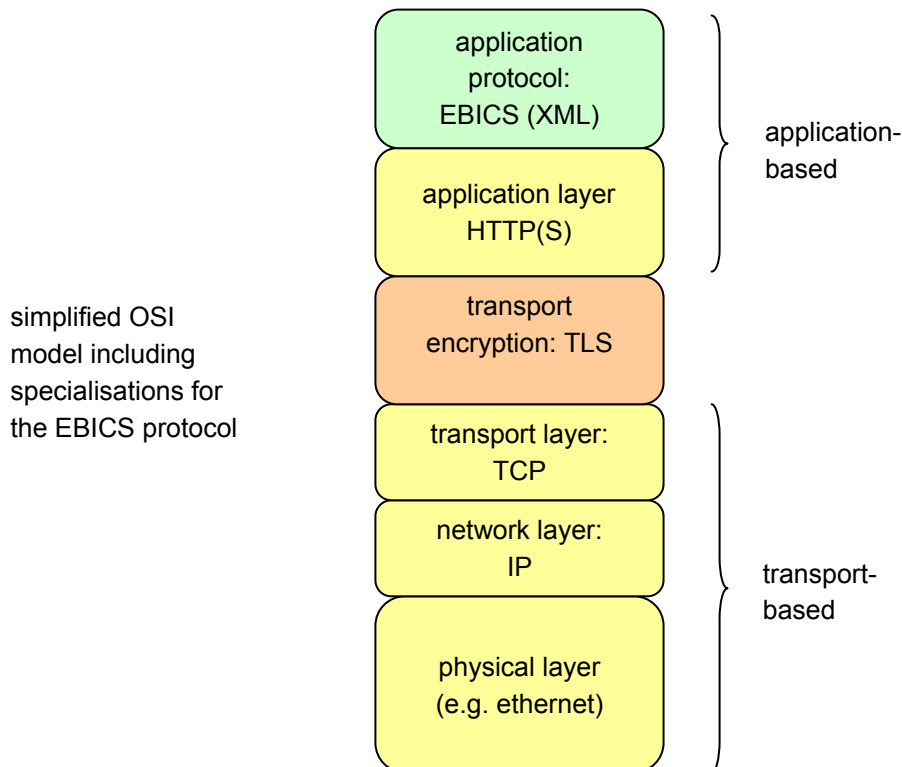 simplified OSI
model including
specialisations for
the EBICS protocol
application
protocol:
EBICS (XML)
application layer
HTTP(S)
transport
encryption: TLS
transport layer:
TCP
network layer:
IP
physical layer
(e.g. ethernet)
application-
based
transport-
based